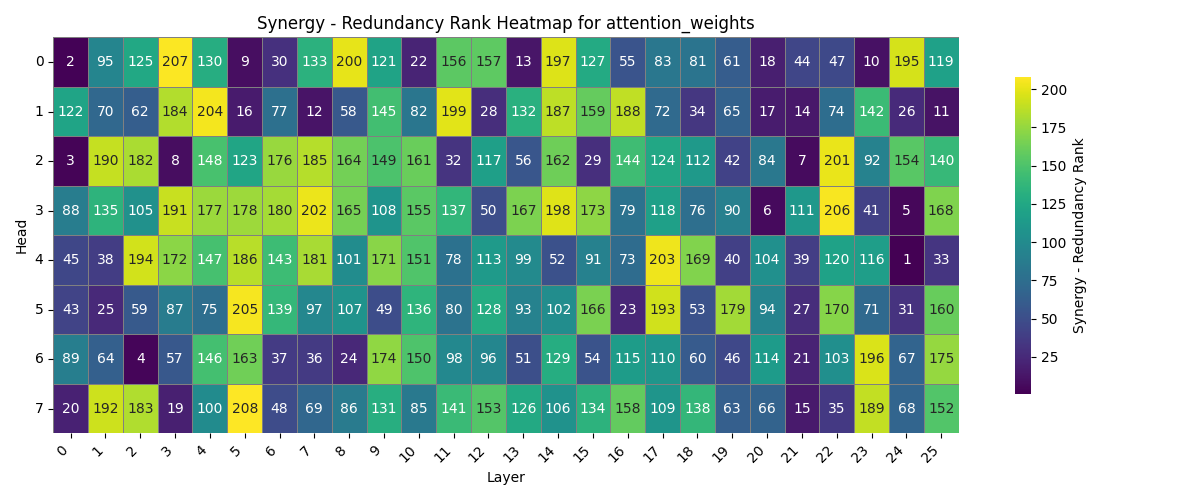 Synergy - Redundancy Rank Heatmap for attention_weights
0 2 95 125 207 130 9 30 133 200 121 22 156 157 13 197 127 55 83 81 61 18 44 47 10 195 119
1 122 70 62 184 204 16 77 12 58 145 82 199 28 132 187 159 188 72 34 65 17 14 74 142 26 11
2 3 190 182 8 148 123 176 185 164 149 161 32 117 56 162 29 144 124 112 42 84 7 201 92 154 140
3 88 135 105 191 177 178 180 202 165 108 155 137 50 167 198 173 79 118 76 90 6 111 206 41 5 168
4 45 38 194 172 147 186 143 181 101 171 151 78 113 99 52 91 73 203 169 40 104 39 120 116 1 33
5 43 25 59 87 75 205 139 97 107 49 136 80 128 93 102 166 23 193 53 179 94 27 170 71 31 160
6 89 64 4 57 146 163 37 36 24 174 150 98 96 51 129 54 115 110 60 46 114 21 103 196 67 175
7 20 192 183 19 100 208 48 69 86 131 85 141 153 126 106 134 158 109 138 63 66 15 35 189 68 152
0 1 2 3 4 5 6 7 8 9 10 11 12 13 14 15 16 17 18 19 20 21 22 23 24 25
Layer
Head
200
175
150
125
100
75
50
25
Synergy - Redundancy Rank